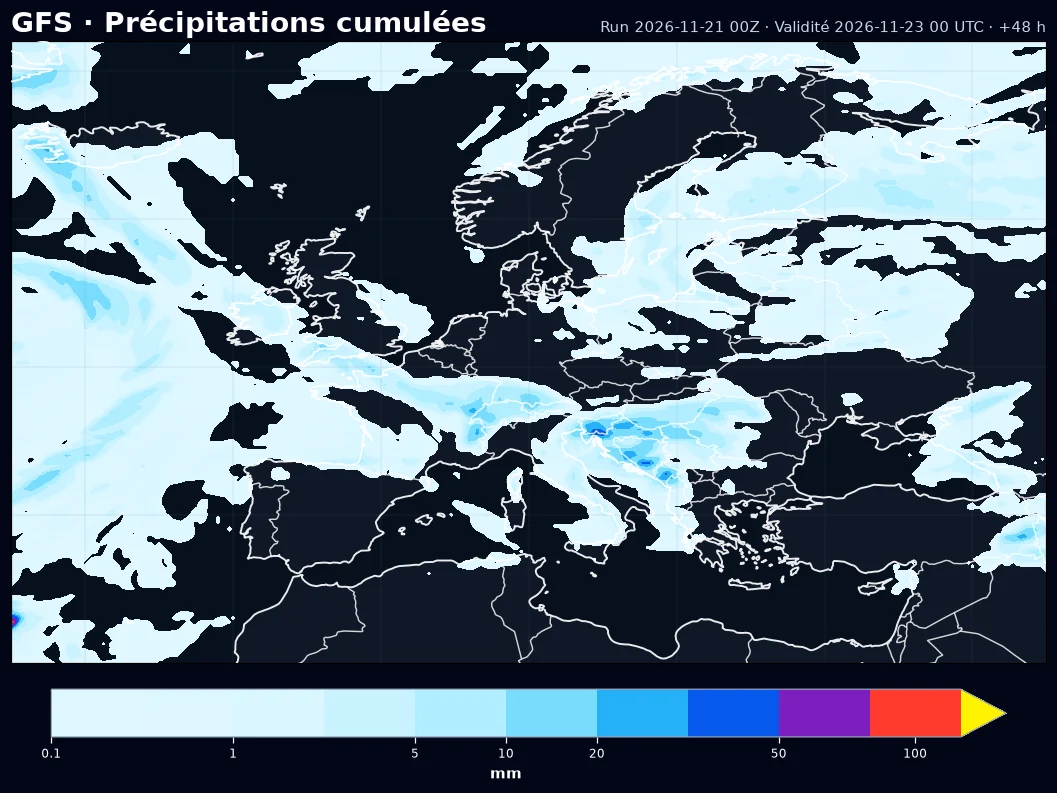 GFS · Précipitations cumulées
Run 2026-11-21 00Z · Validité 2026-11-23 00 UTC · +48 h
0.1 1 5 10 20 50 100
mm